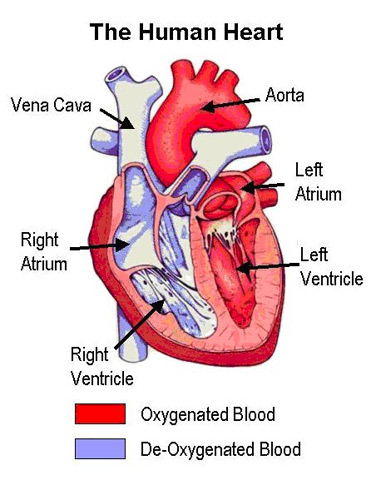 The Human Heart
Vena Cava
Aorta
Left
Atrium
Right
Atrium
Left
Ventricle
Right
Ventricle
Oxygenated Blood
De-Oxygenated Blood